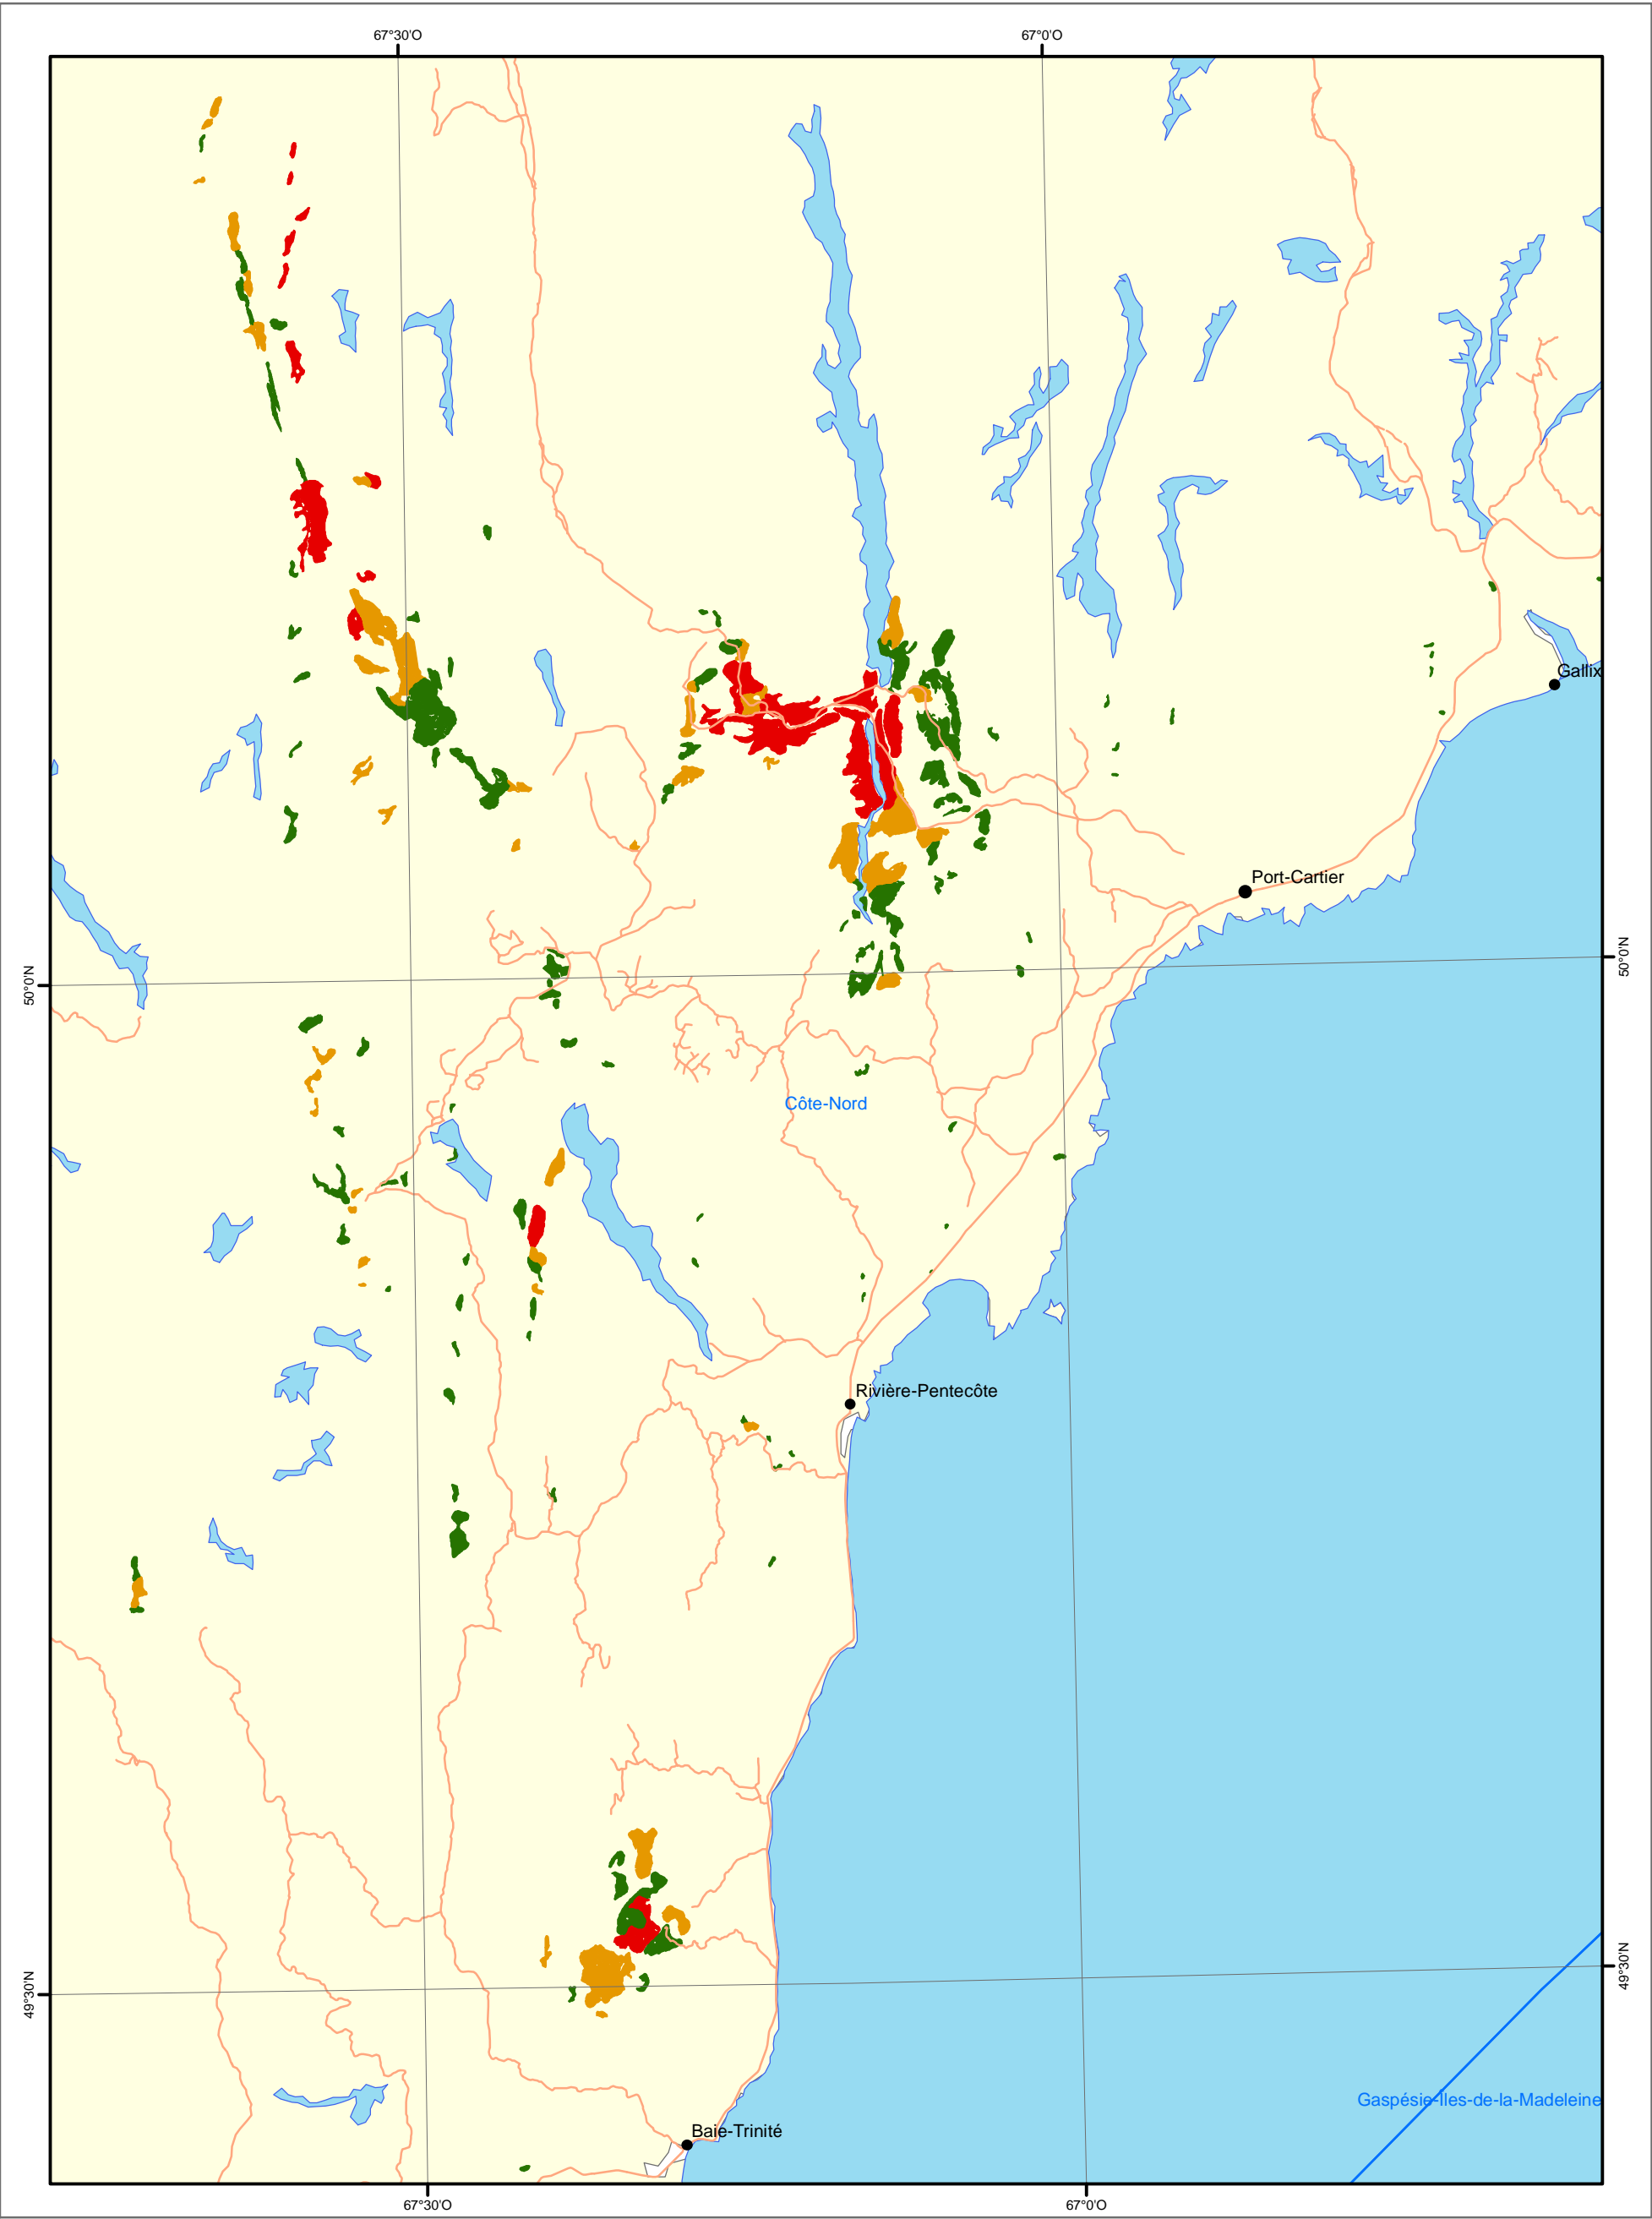 67°30'O
67°0'O
Gallix
Port-Cartier
50°0'N
50°0'N
Côte-Nord
Rivière-Pentecôte
49°30'N
49°30'N
Gaspésie-Iles-de-la-Madeleine
Baie-Trinité
67°30'O
67°0'O